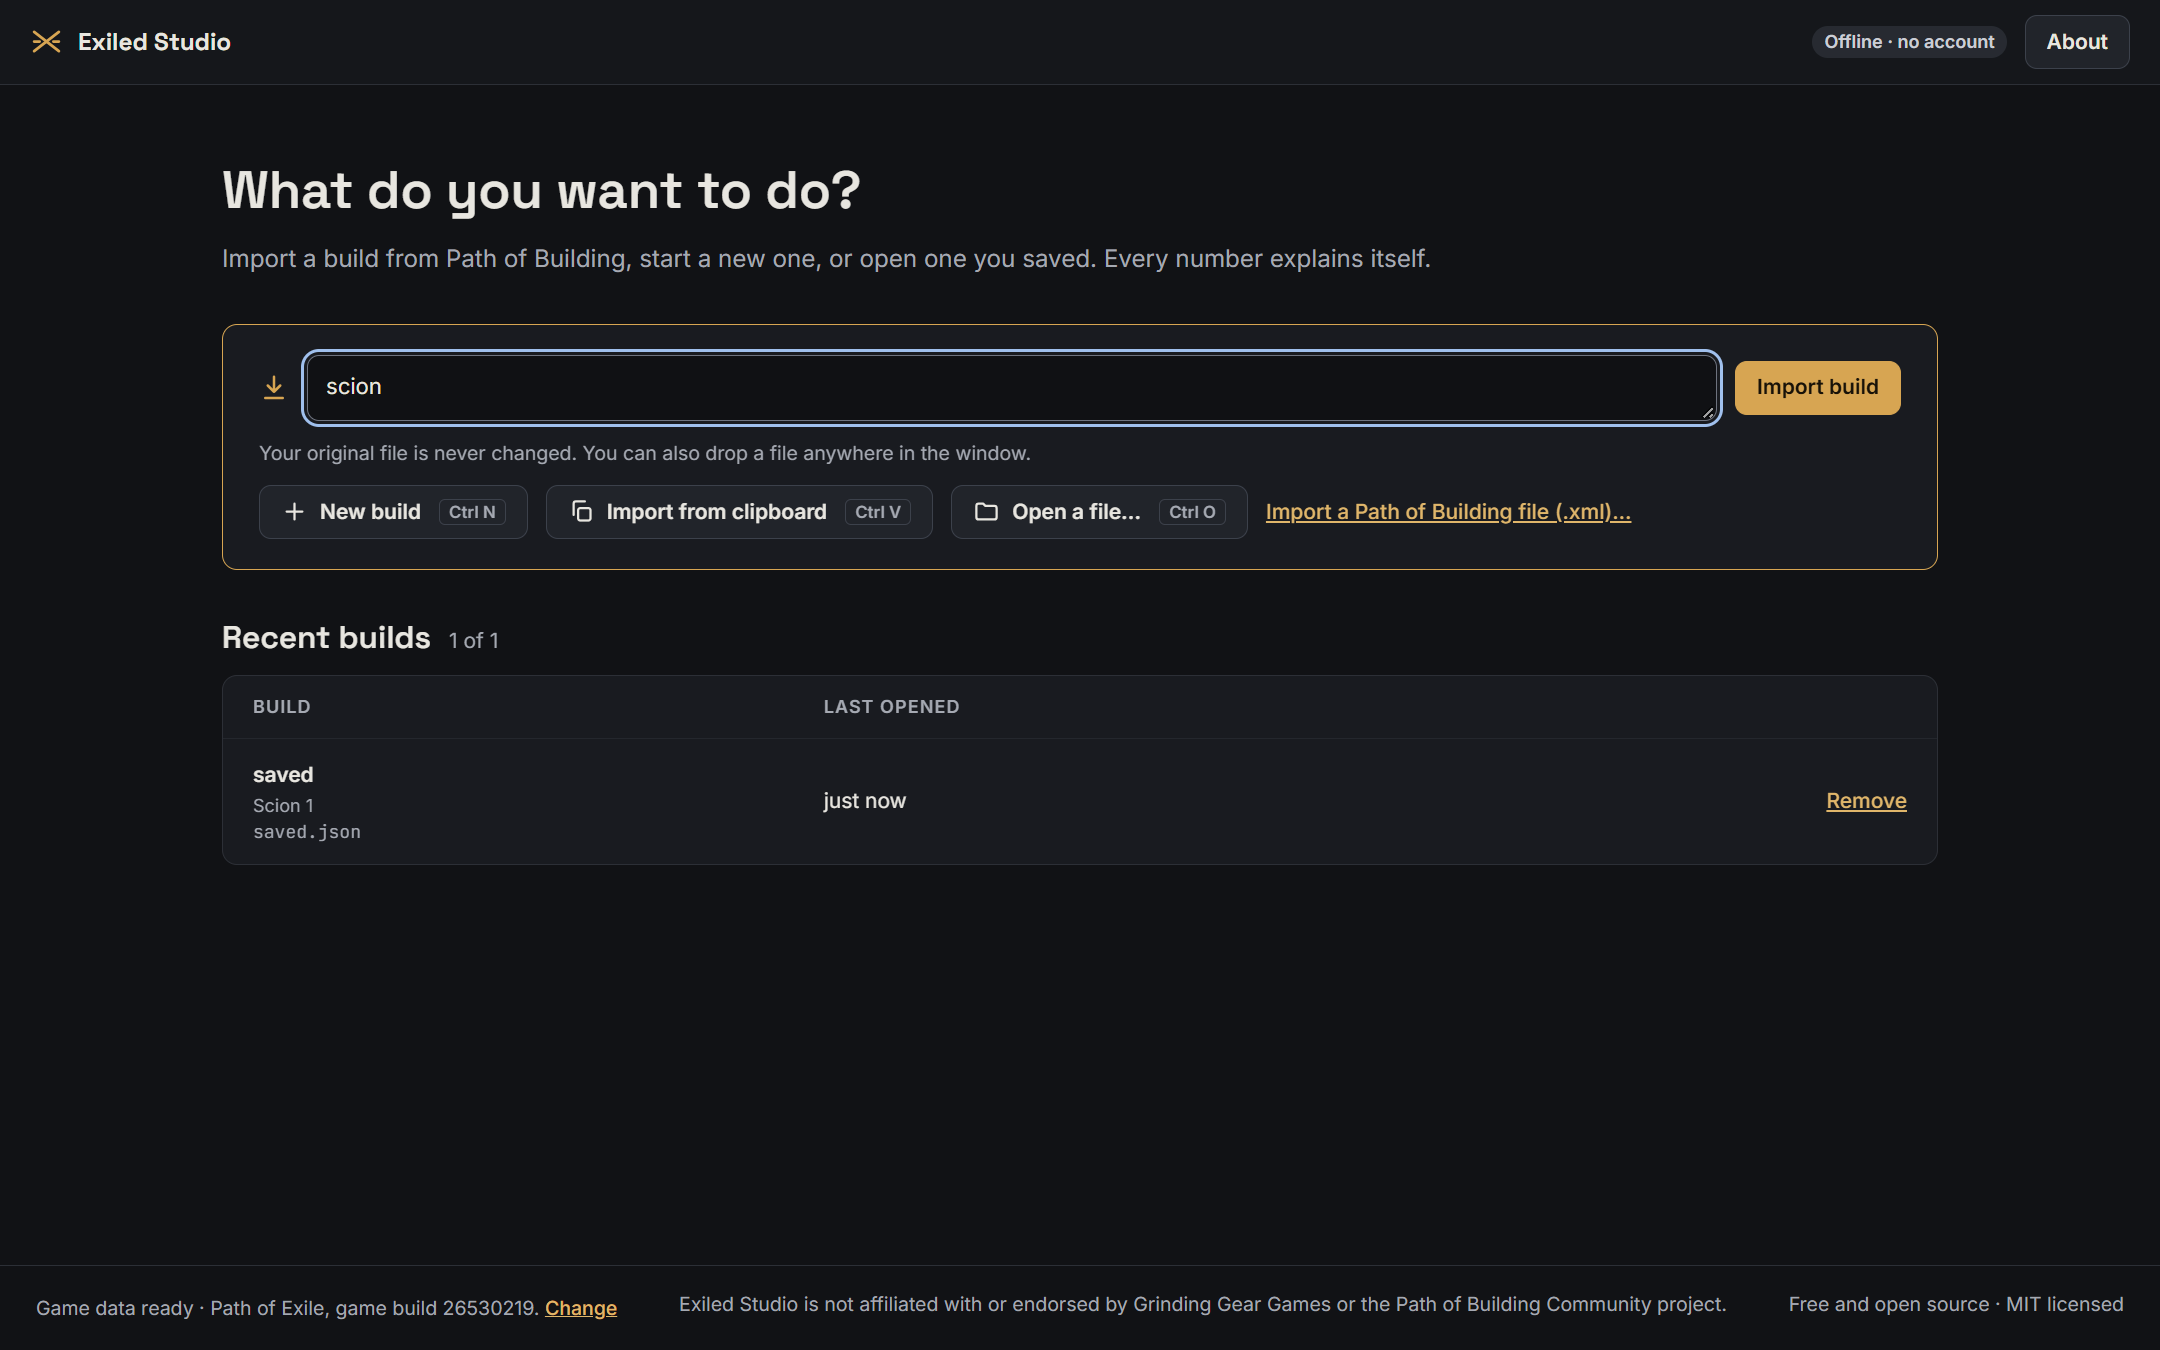 Exiled Studio
Offline · no account
About
What do you want to do?
Import a build from Path of Building, start a new one, or open one you saved. Every number explains itself.
scion
Import build
Your original file is never changed. You can also drop a file anywhere in the window.
New build Ctrl N
Import from clipboard Ctrl V
Open a file... Ctrl O
Import a Path of Building file (.xml)...
Recent builds 1 of 1
BUILD LAST OPENED
saved
Scion 1
saved.json
just now
Remove
Game data ready · Path of Exile, game build 26530219. Change
Exiled Studio is not affiliated with or endorsed by Grinding Gear Games or the Path of Building Community project.
Free and open source · MIT licensed